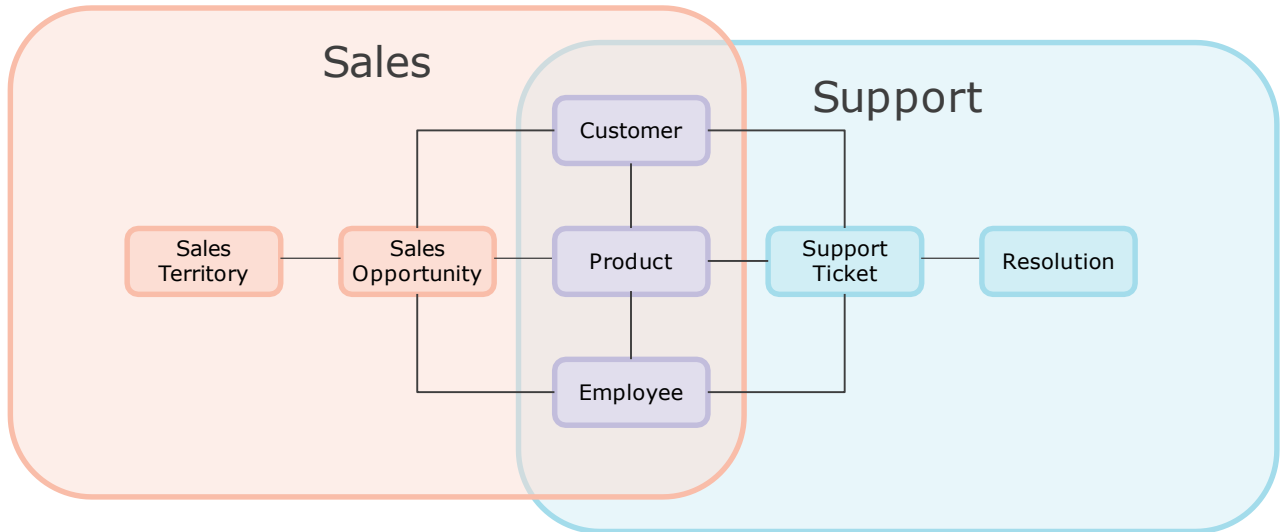 Sales
Support
Customer
Sales
Territory
Sales
Opportunity
Product
Support
Ticket
Resolution
Employee